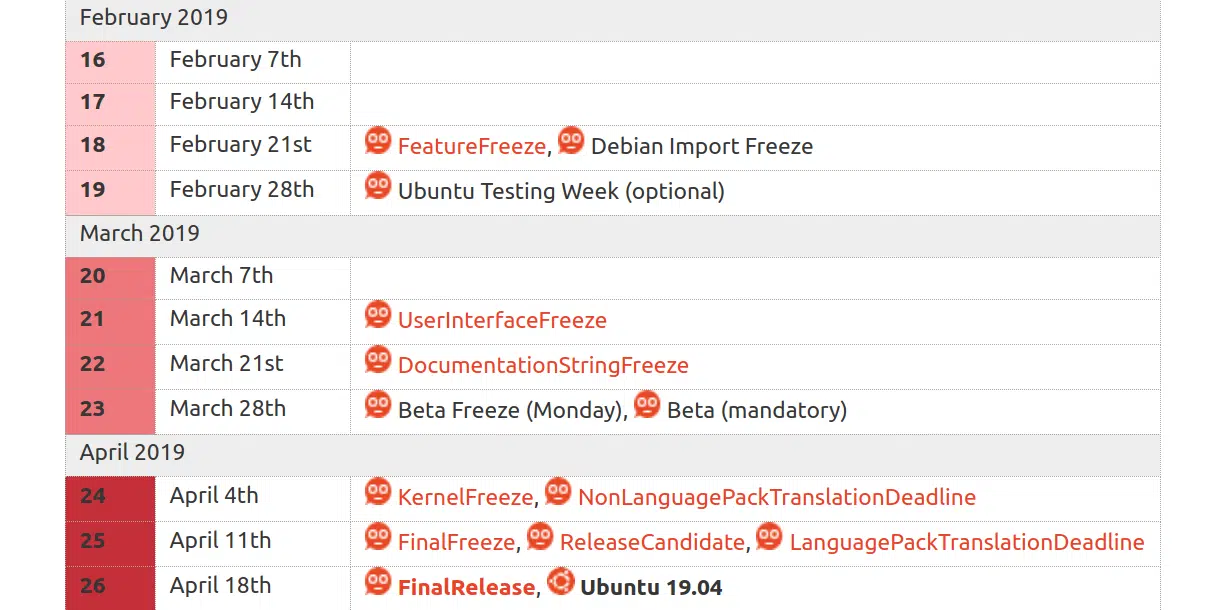 February 2019
16 February 7th
17 February 14th
18 February 21st FeatureFreeze, Debian Import Freeze
19 February 28th Ubuntu Testing Week (optional)
March 2019
20 March 7th
21 March 14th UserInterfaceFreeze
22 March 21st DocumentationStringFreeze
23 March 28th Beta Freeze (Monday), Beta (mandatory)
April 2019
24 April 4th KernelFreeze, NonLanguagePackTranslationDeadline
25 April 11th FinalFreeze, ReleaseCandidate, LanguagePackTranslationDeadline
26 April 18th FinalRelease, Ubuntu 19.04